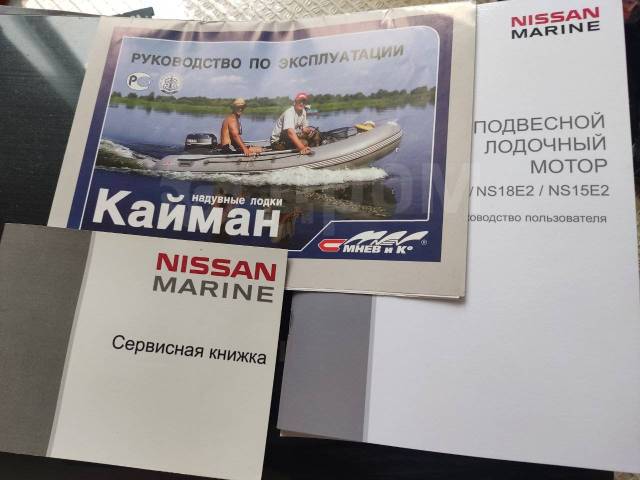 РУКОВОДСТВО ПО ЭКСПЛУАТАЦИИ
надувные лодки
Кайман
МНЕВ и К°
NISSAN
MARINE
ПОДВЕСНОЙ
ЛОДОЧНЫЙ
МОТОР
/ NS18E2 / NS15E2
ководство пользователя
NISSAN
MARINE
Сервисная книжка